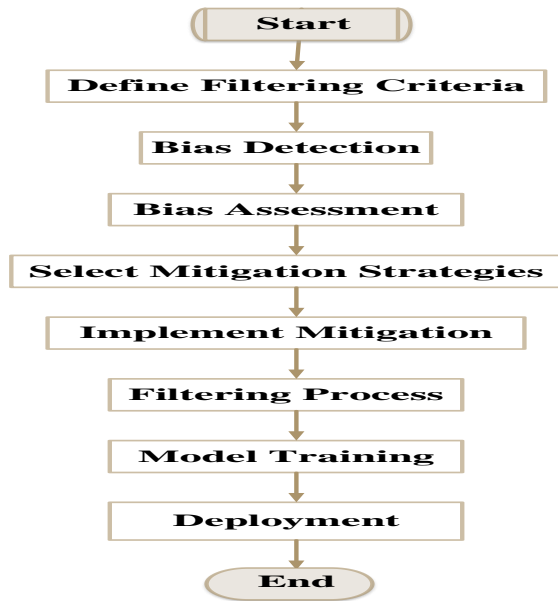 Start
Define Filtering Criteria
Bias Detection
Bias Assessment
Select Mitigation Strategies
Implement Mitigation
Filtering Process
Model Training
Deployment
End